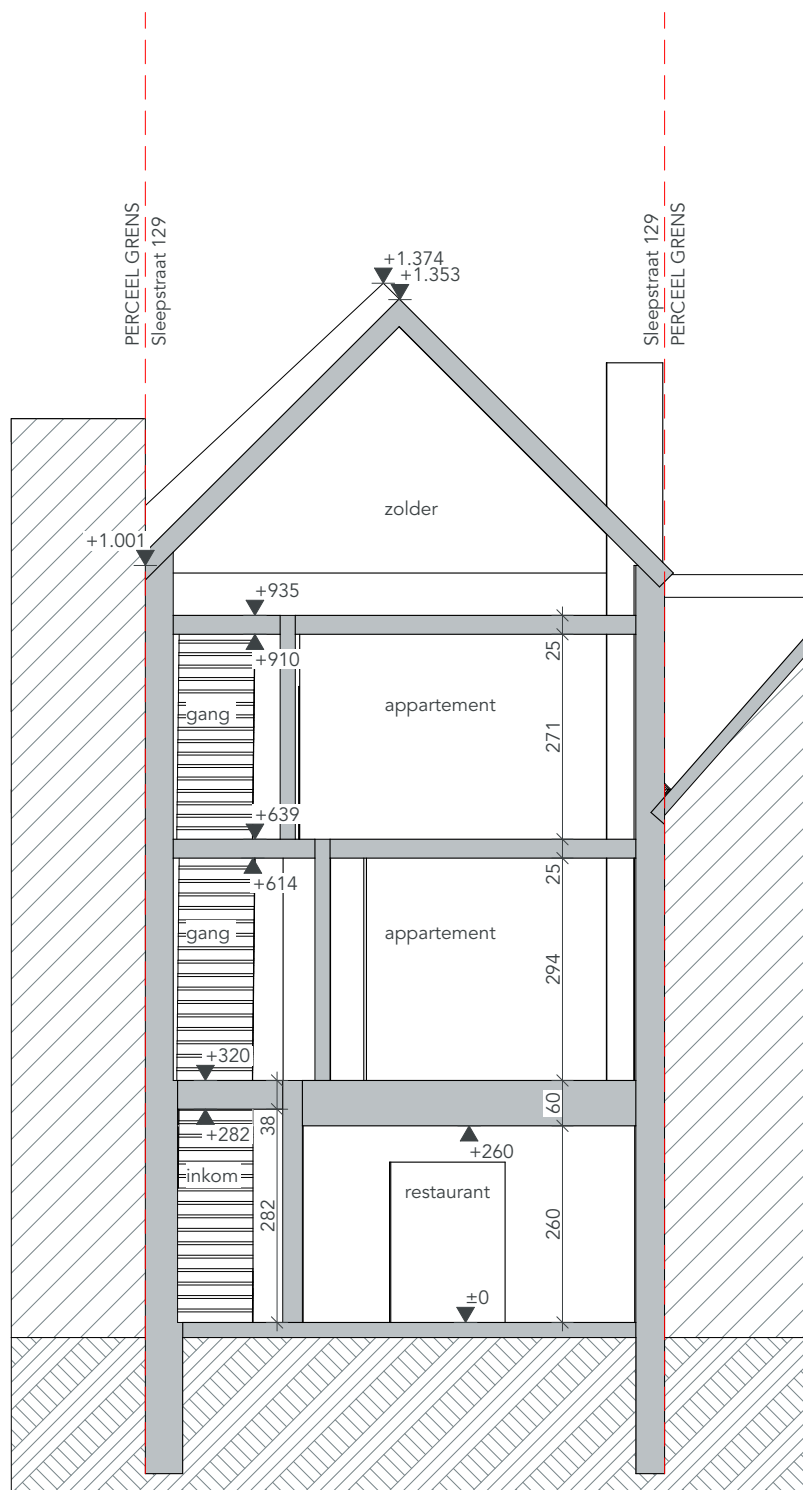 PERCEEL GRENS
Sleepstraat 129
Sleepstraat 129
PERCEEL GRENS
+1.374
+1.353
zolder
+1.001
+935
+910
25
gang
appartement
271
+639
+614
25
gang
appartement
294
+320
+282
38
60
+260
inkom
restaurant
282
260
±0